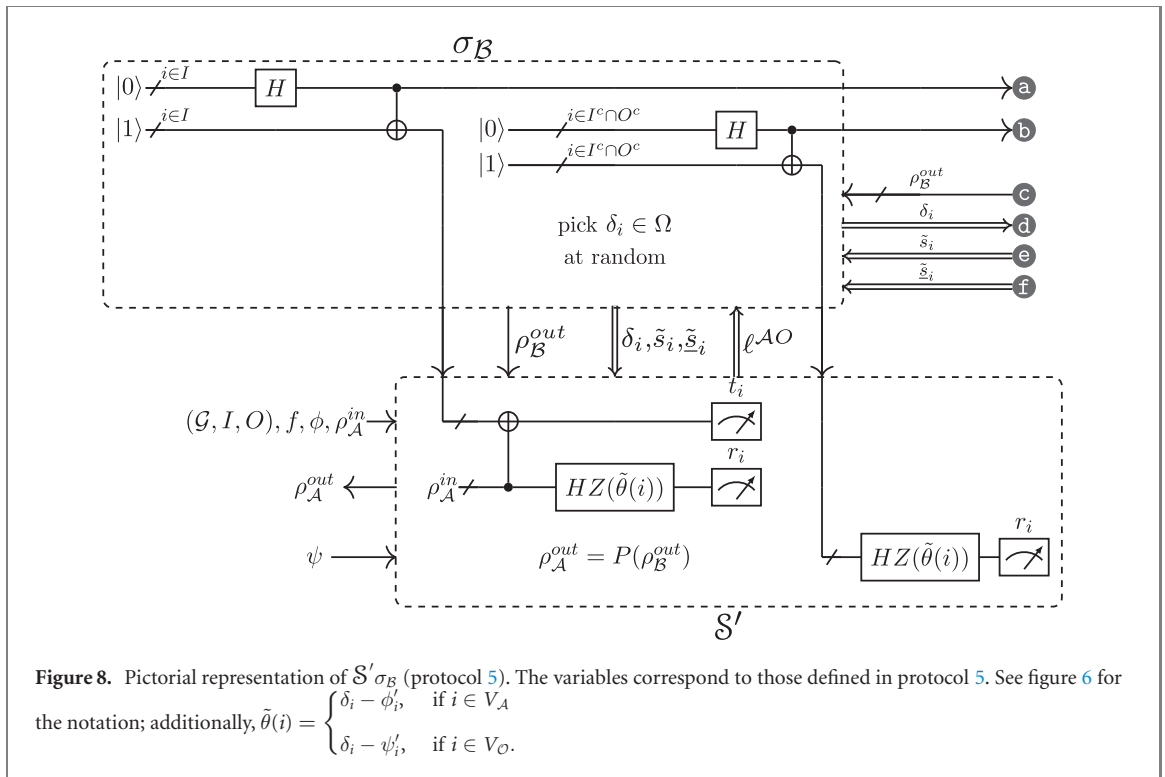 σ_ℬ
|0⟩ i∈I H a
|1⟩ i∈I |0⟩ i∈I^c∩O^c H b
|1⟩ i∈I^c∩O^c
ρ_ℬ^out c
pick δ_i ∈ Ω δ_i d
at random s̃_i e
s̲̃_i f
ρ_ℬ^out δ_i,s̃_i,s̲̃_i ℓ^𝒜O
t_i
(𝒢, I, O), f, ϕ, ρ_𝒜^in
r_i
ρ_𝒜^out ρ_𝒜^in HZ(θ̃(i))
r_i
ψ ρ_𝒜^out = P(ρ_ℬ^out) HZ(θ̃(i))
𝒮′
Figure 8. Pictorial representation of 𝒮′σ_ℬ (protocol 5). The variables correspond to those defined in protocol 5. See figure 6 for
the notation; additionally, θ̃(i) = { δ_i − ϕ′_i, if i ∈ V_𝒜
δ_i − ψ′_i, if i ∈ V_𝒪.